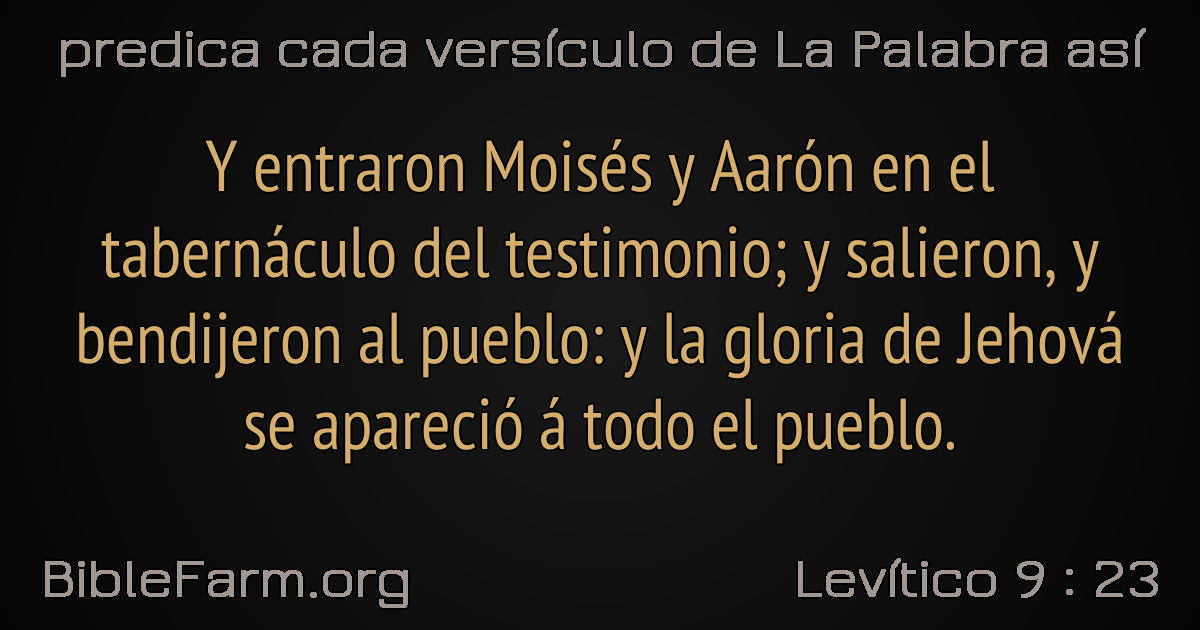 predica cada versículo de La Palabra así
Y entraron Moisés y Aarón en el
tabernáculo del testimonio; y salieron, y
bendijeron al pueblo: y la gloria de Jehová
se apareció á todo el pueblo.
BibleFarm.org
Levítico 9 : 23